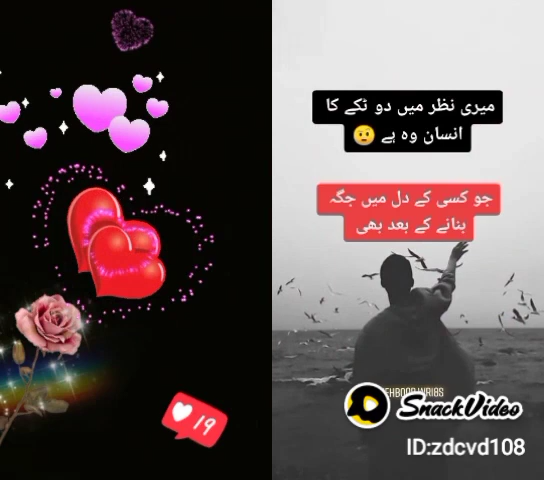 میری نظر میں دو ٹکے کا
انسان وہ ہے 🤨
جو کسی کے دل میں جگہ
بنانے کے بعد بھی
19
SnackVideo
ID:zdcvd108